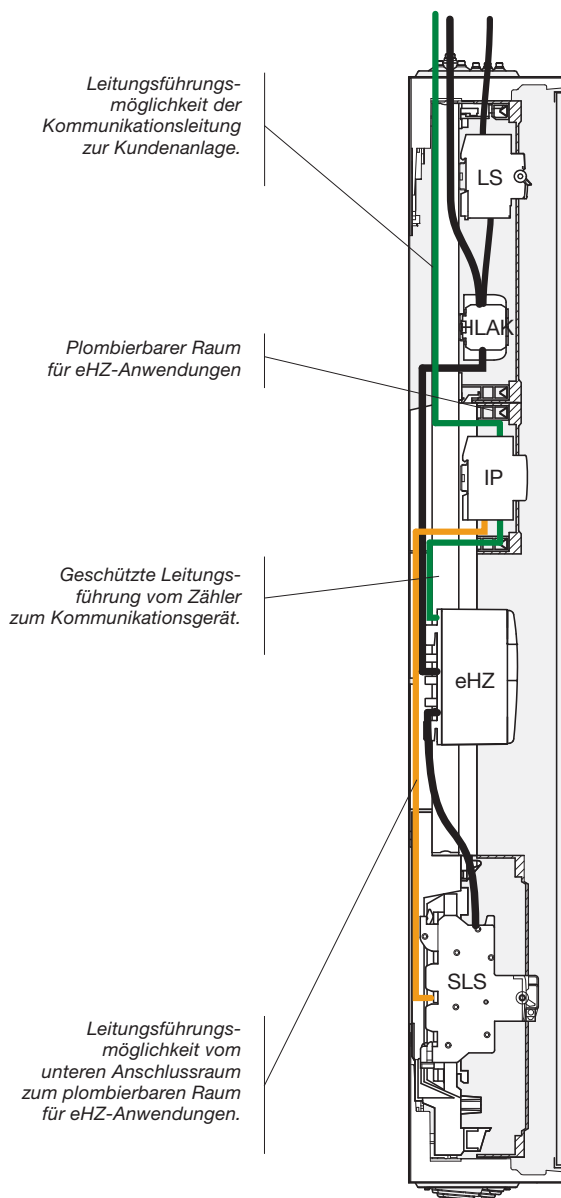 Leitungsführungs-
möglichkeit der
Kommunikationsleitung
zur Kundenanlage.
LS
HLAK
Plombierbarer Raum
für eHZ-Anwendungen
IP
Geschützte Leitungs-
führung vom Zähler
zum Kommunikationsgerät.
eHZ
SLS
Leitungsführungs-
möglichkeit vom
unteren Anschlussraum
zum plombierbaren Raum
für eHZ-Anwendungen.